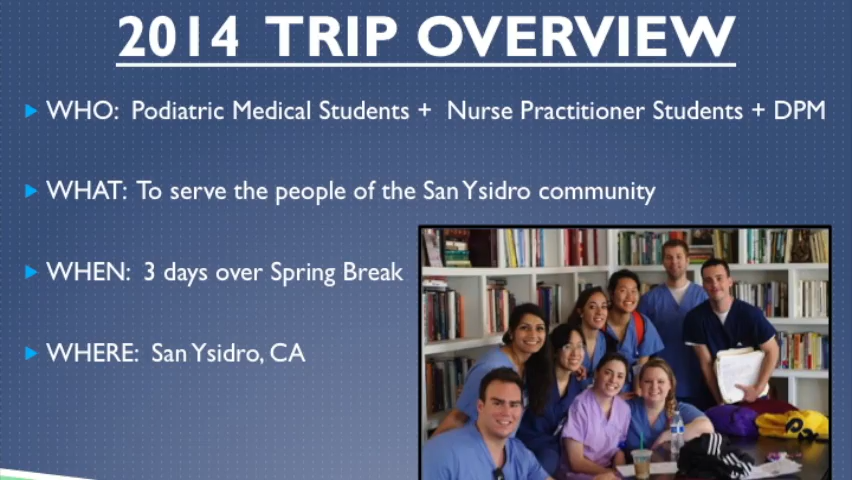 2014 TRIP OVERVIEW
WHO: Podiatric Medical Students + Nurse Practitioner Students + DPM
WHAT: To serve the people of the San Ysidro community
WHEN: 3 days over Spring Break
WHERE: San Ysidro, CA